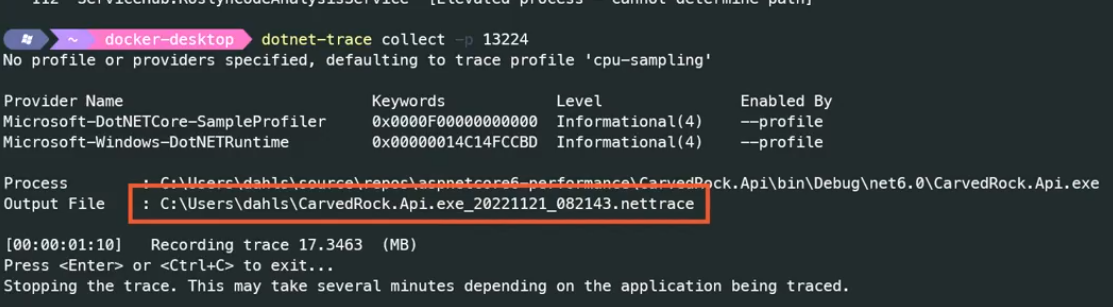 112 ServiceHub.RoslynCodeAnalysisService [Elevated process - cannot determine path]
~ docker-desktop dotnet-trace collect -p 13224
No profile or providers specified, defaulting to trace profile 'cpu-sampling'
Provider Name Keywords Level Enabled By
Microsoft-DotNETCore-SampleProfiler 0x0000F00000000000 Informational(4) --profile
Microsoft-Windows-DotNETRuntime 0x00000014C14FCCBD Informational(4) --profile
Process : C:\Users\dahls\source\repos\aspnetcore6-performance\CarvedRock.Api\bin\Debug\net6.0\CarvedRock.Api.exe
Output File : C:\Users\dahls\CarvedRock.Api.exe_20221121_082143.nettrace
[00:00:01:10] Recording trace 17.3463 (MB)
Press <Enter> or <Ctrl+C> to exit...
Stopping the trace. This may take several minutes depending on the application being traced.